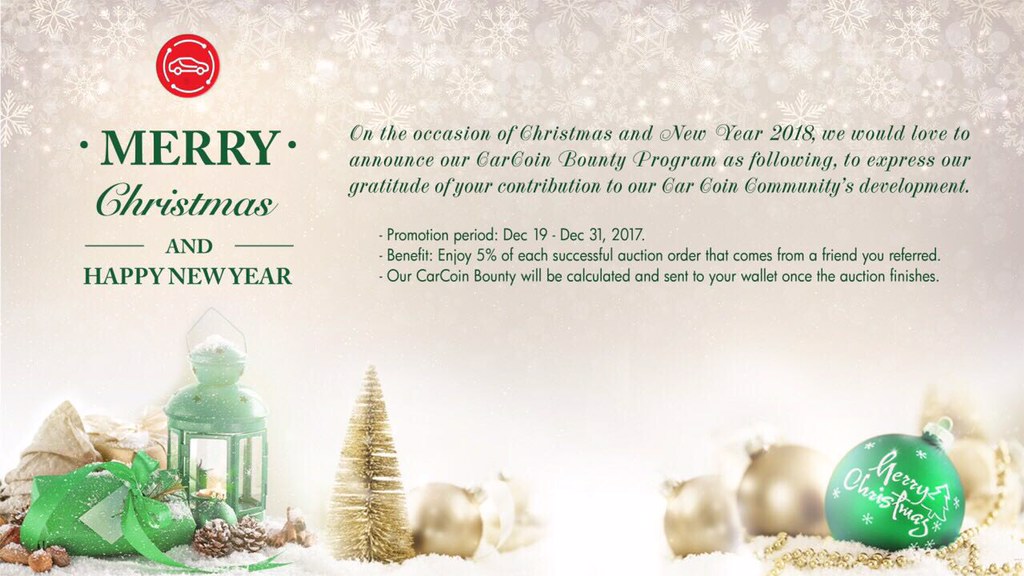 · MERRY ·
Christmas
AND
HAPPY NEW YEAR
On the occasion of Christmas and New Year 2018, we would love to
announce our CarCoin Bounty Program as following, to express our
gratitude of your contribution to our Car Coin Community's development.
- Promotion period: Dec 19 - Dec 31, 2017.
- Benefit: Enjoy 5% of each successful auction order that comes from a friend you referred.
- Our CarCoin Bounty will be calculated and sent to your wallet once the auction finishes.
Merry
Christmas